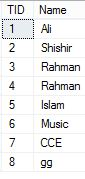 TID Name
1 Ali
2 Shishir
3 Rahman
4 Rahman
5 Islam
6 Music
7 CCE
8 gg